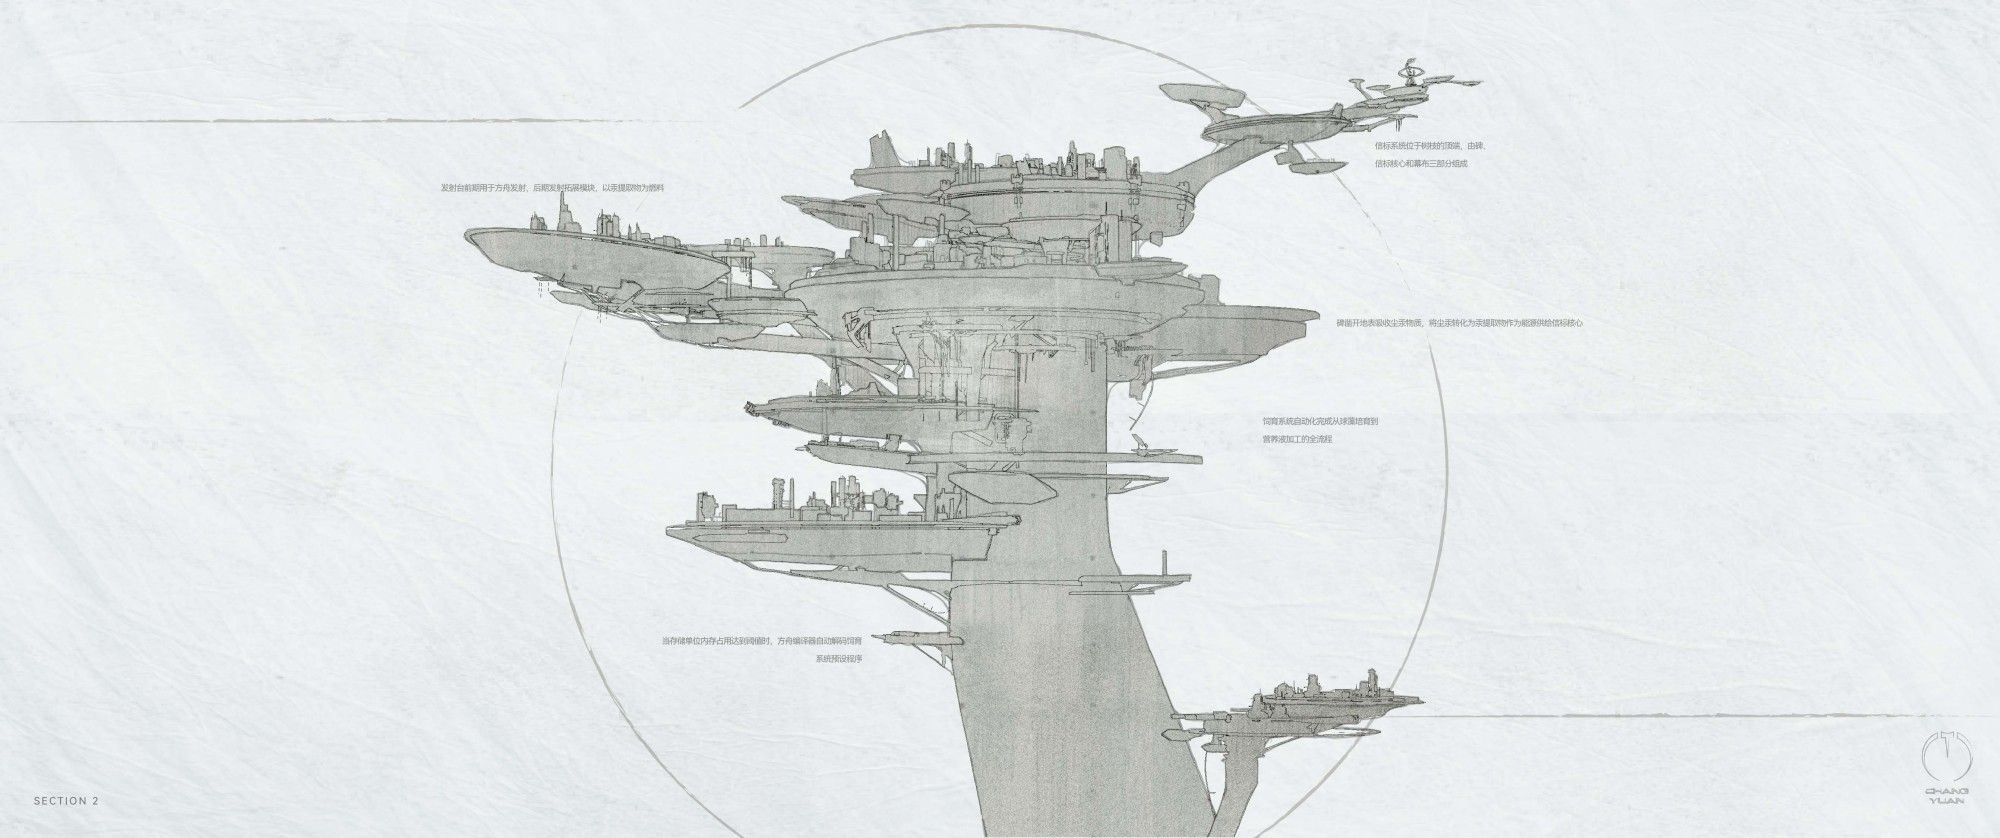 信标系统位于树枝的顶端，由碑、
信标核心和幕布三部分组成
发射台前期用于方舟发射，后期发射拓展模块，以汞提取物为燃料
碑凿开地表吸收尘汞物质，将尘汞转化为汞提取物作为能源供给信标核心
饲育系统自动化完成从球藻培育到
营养液加工的全流程
当存储单位内存占用达到阈值时，方舟编译器自动解码饲育
系统预设程序
SECTION 2
CHANG
YUAN